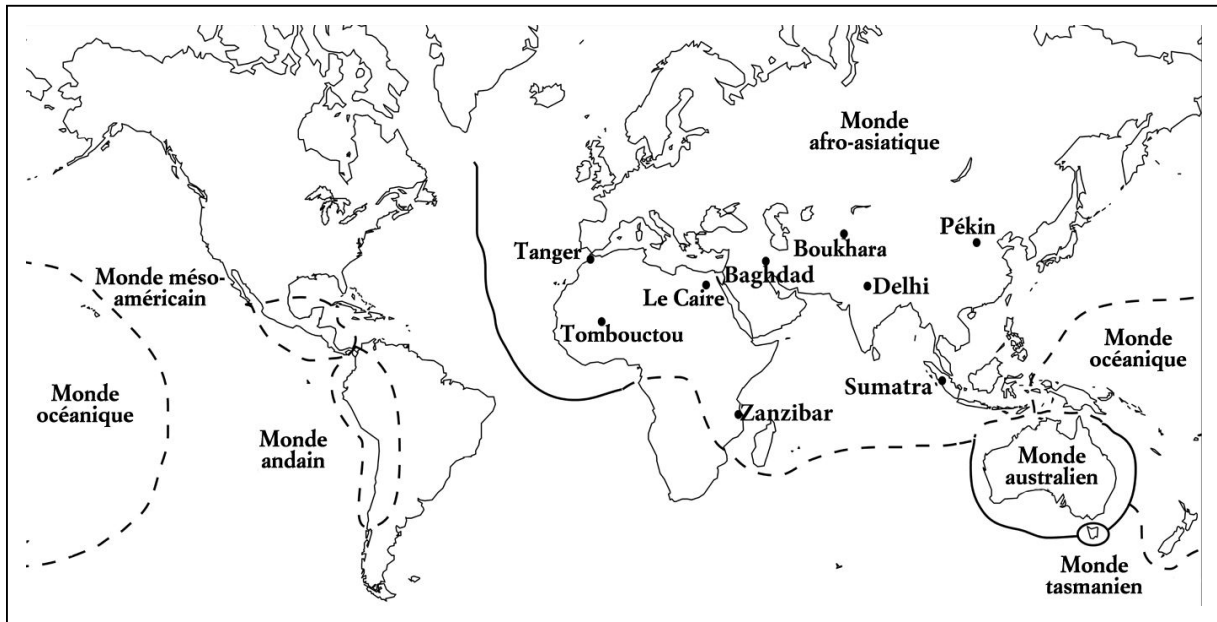 Monde
afro-asiatique
Pékin
Boukhara
Tanger
Baghdad
Monde méso-
américain
Le Caire
Delhi
Tombouctou
Monde
océanique
Monde
océanique
Sumatra
Zanzibar
Monde
andain
Monde
australien
Monde
tasmanien